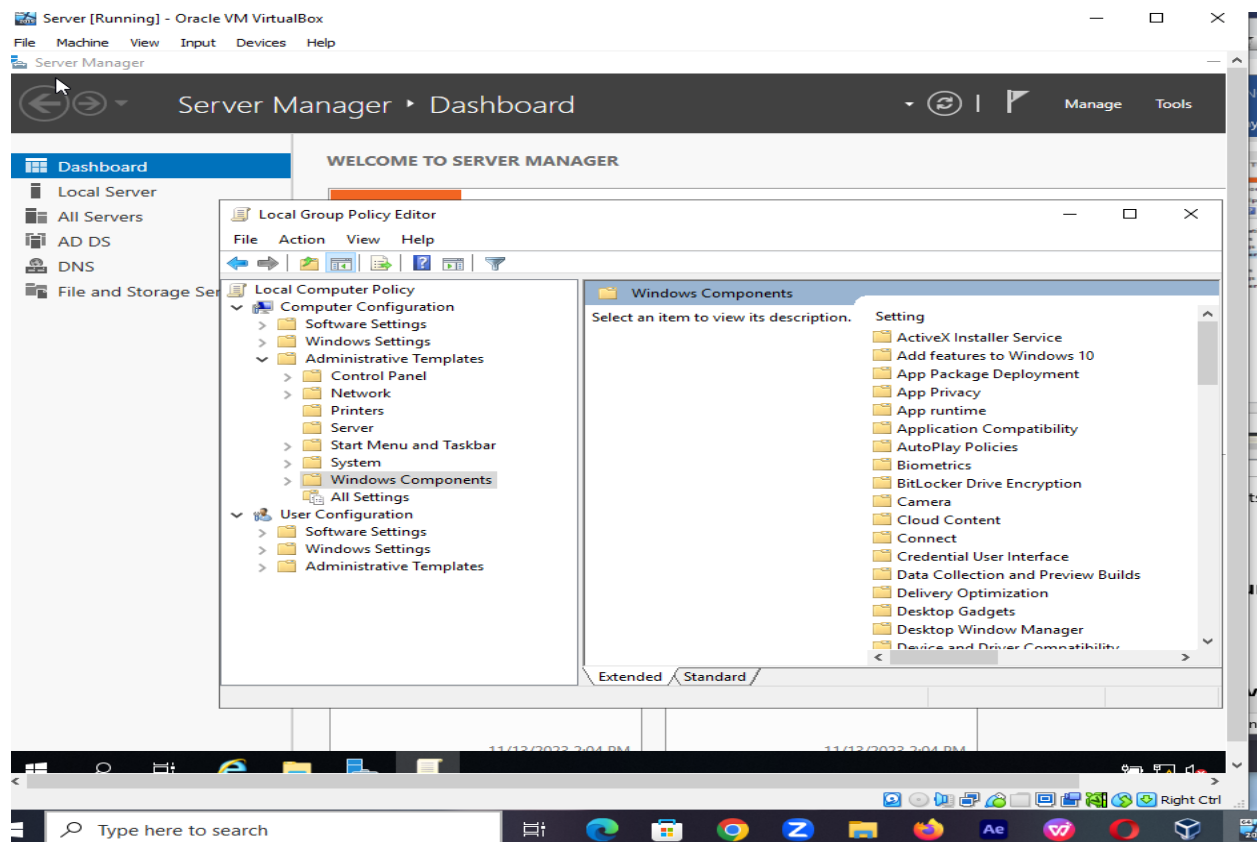 Server [Running] - Oracle VM VirtualBox
File Machine View Input Devices Help
Server Manager
Server Manager • Dashboard
Manage Tools
Dashboard
Local Server
All Servers
AD DS
DNS
File and Storage Ser
WELCOME TO SERVER MANAGER
Local Group Policy Editor
File Action View Help
Local Computer Policy
Computer Configuration
Software Settings
Windows Settings
Administrative Templates
Control Panel
Network
Printers
Server
Start Menu and Taskbar
System
Windows Components
All Settings
User Configuration
Software Settings
Windows Settings
Administrative Templates
Windows Components
Select an item to view its description.
Setting
ActiveX Installer Service
Add features to Windows 10
App Package Deployment
App Privacy
App runtime
Application Compatibility
AutoPlay Policies
Biometrics
BitLocker Drive Encryption
Camera
Cloud Content
Connect
Credential User Interface
Data Collection and Preview Builds
Delivery Optimization
Desktop Gadgets
Desktop Window Manager
Device and Driver Compatibility
Extended Standard
11/13/2023 2:04 PM
11/13/2023 2:04 PM
Right Ctrl
Type here to search
Z
Ae